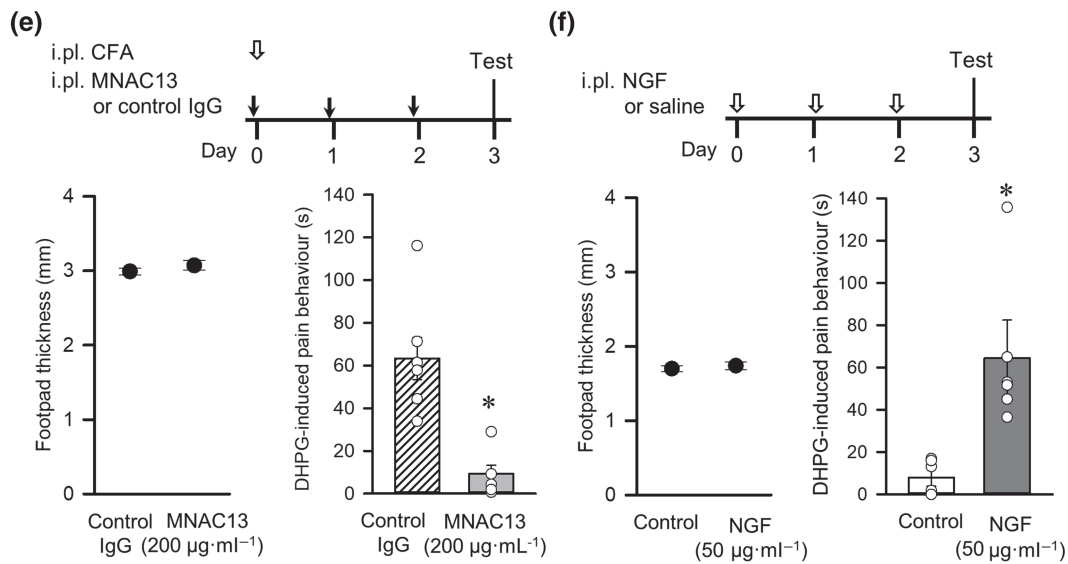 (e)
i.pl. CFA
i.pl. MNAC13
or control IgG
Test
Day
0 1 2 3
Footpad thickness (mm)
4
3
2
1
0
Control MNAC13
IgG (200 µg·ml⁻¹)
DHPG-induced pain behaviour (s)
140
120
100
80
60
40
20
0
*
Control MNAC13
IgG (200 µg·mL⁻¹)
(f)
i.pl. NGF
or saline
Test
Day
0 1 2 3
Footpad thickness (mm)
4
3
2
1
0
Control NGF
(50 µg·ml⁻¹)
DHPG-induced pain behaviour (s)
140
120
100
80
60
40
20
0
*
Control NGF
(50 µg·ml⁻¹)